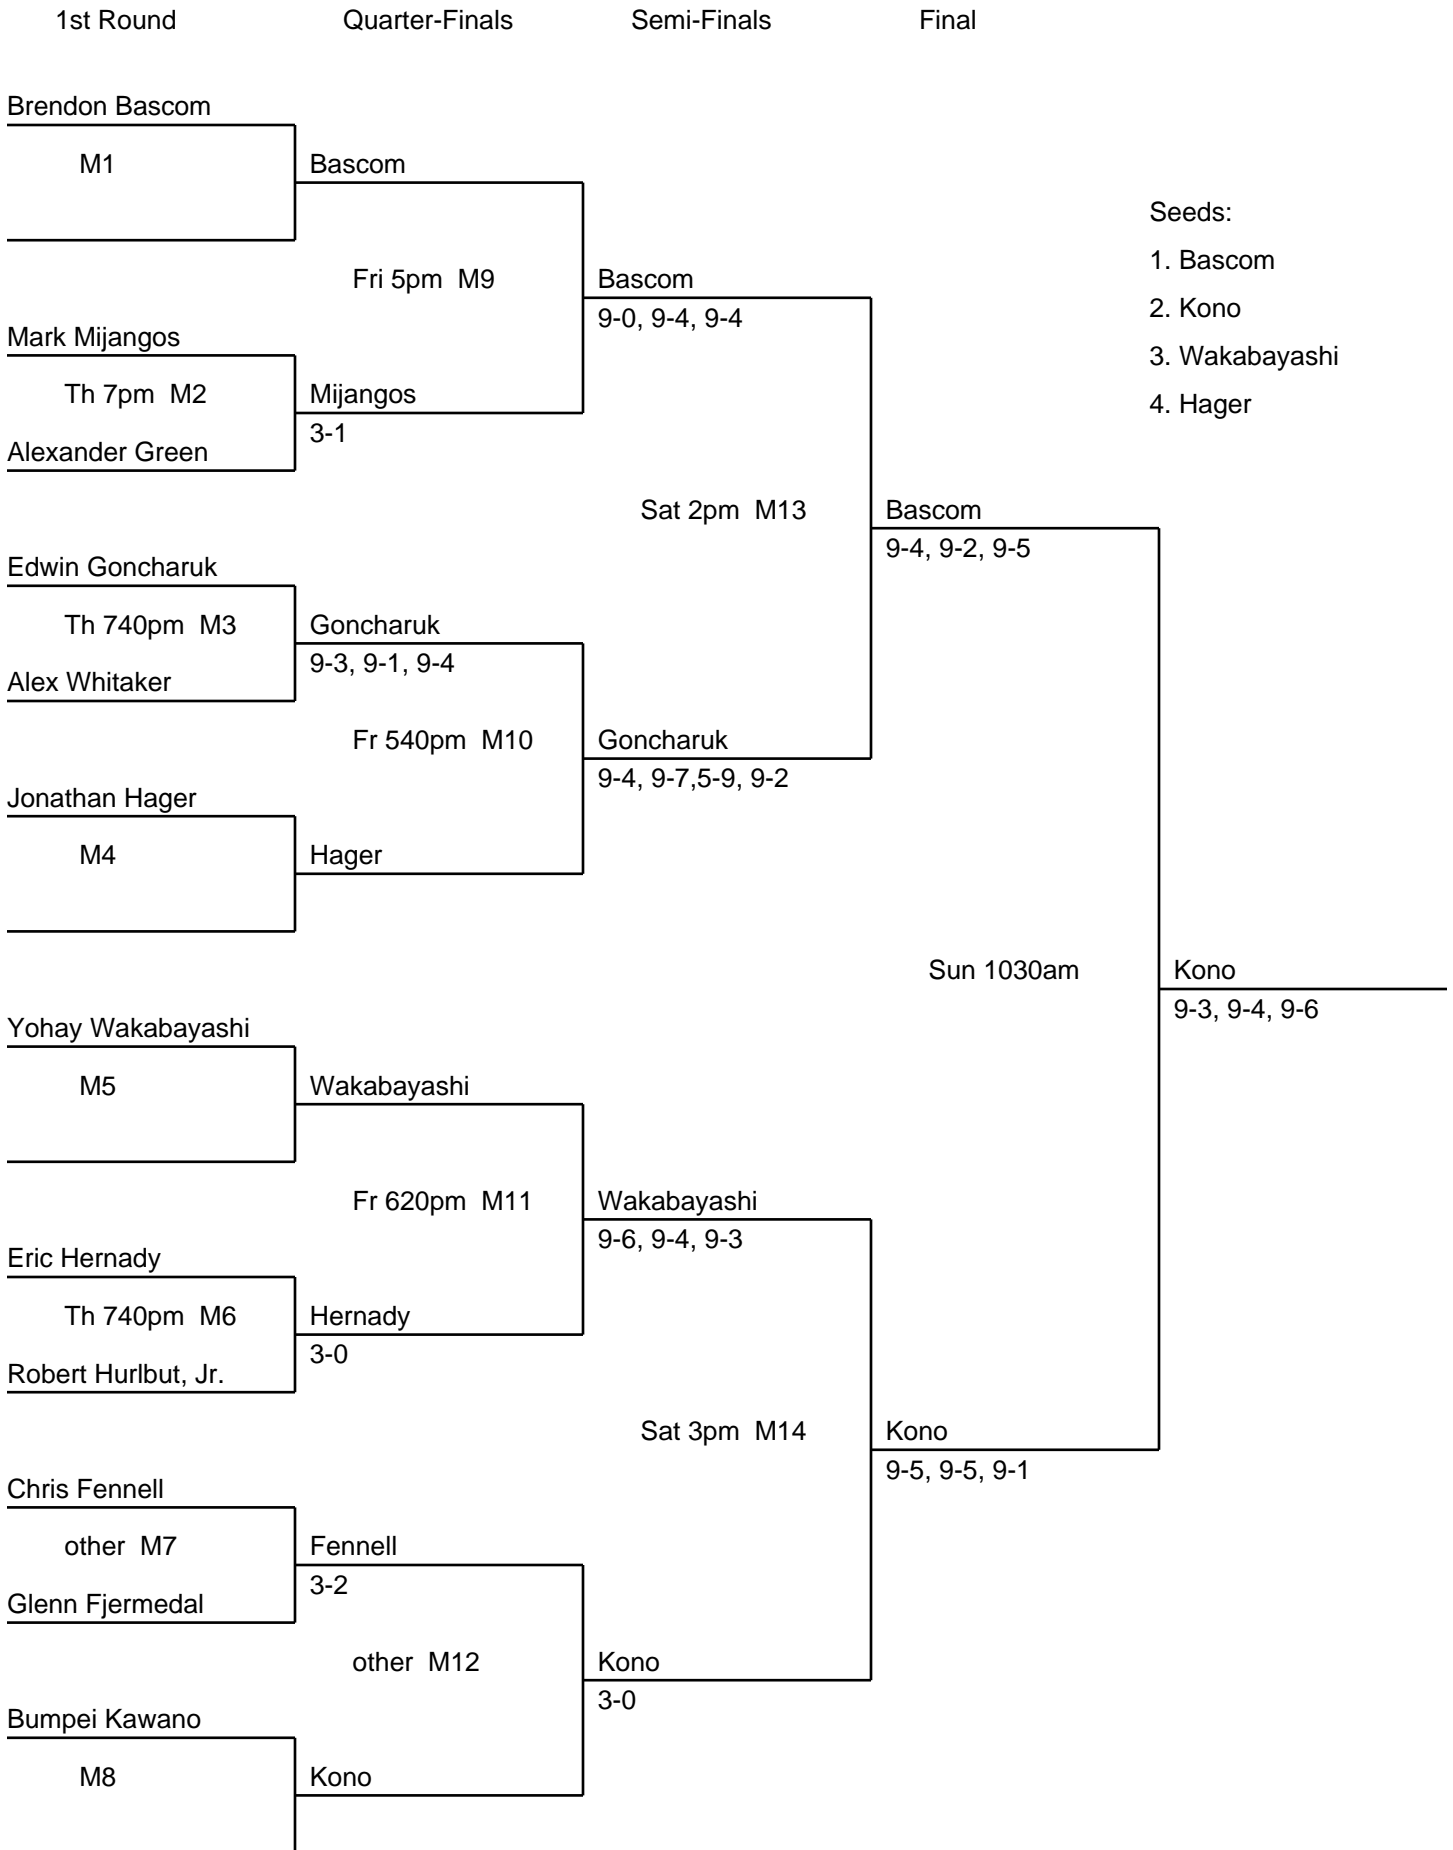 1st Round Quarter-Finals Semi-Finals Final
Brendon Bascom
M1 Bascom
Seeds:
1. Bascom
Fri 5pm M9 Bascom
9-0, 9-4, 9-4
2. Kono
Mark Mijangos
3. Wakabayashi
Th 7pm M2 Mijangos
3-1
4. Hager
Alexander Green
Sat 2pm M13 Bascom
9-4, 9-2, 9-5
Edwin Goncharuk
Th 740pm M3 Goncharuk
9-3, 9-1, 9-4
Alex Whitaker
Fr 540pm M10 Goncharuk
9-4, 9-7,5-9, 9-2
Jonathan Hager
M4 Hager
Sun 1030am Kono
9-3, 9-4, 9-6
Yohay Wakabayashi
M5 Wakabayashi
Fr 620pm M11 Wakabayashi
9-6, 9-4, 9-3
Eric Hernady
Th 740pm M6 Hernady
3-0
Robert Hurlbut, Jr.
Sat 3pm M14 Kono
9-5, 9-5, 9-1
Chris Fennell
other M7 Fennell
3-2
Glenn Fjermedal
other M12 Kono
3-0
Bumpei Kawano
M8 Kono